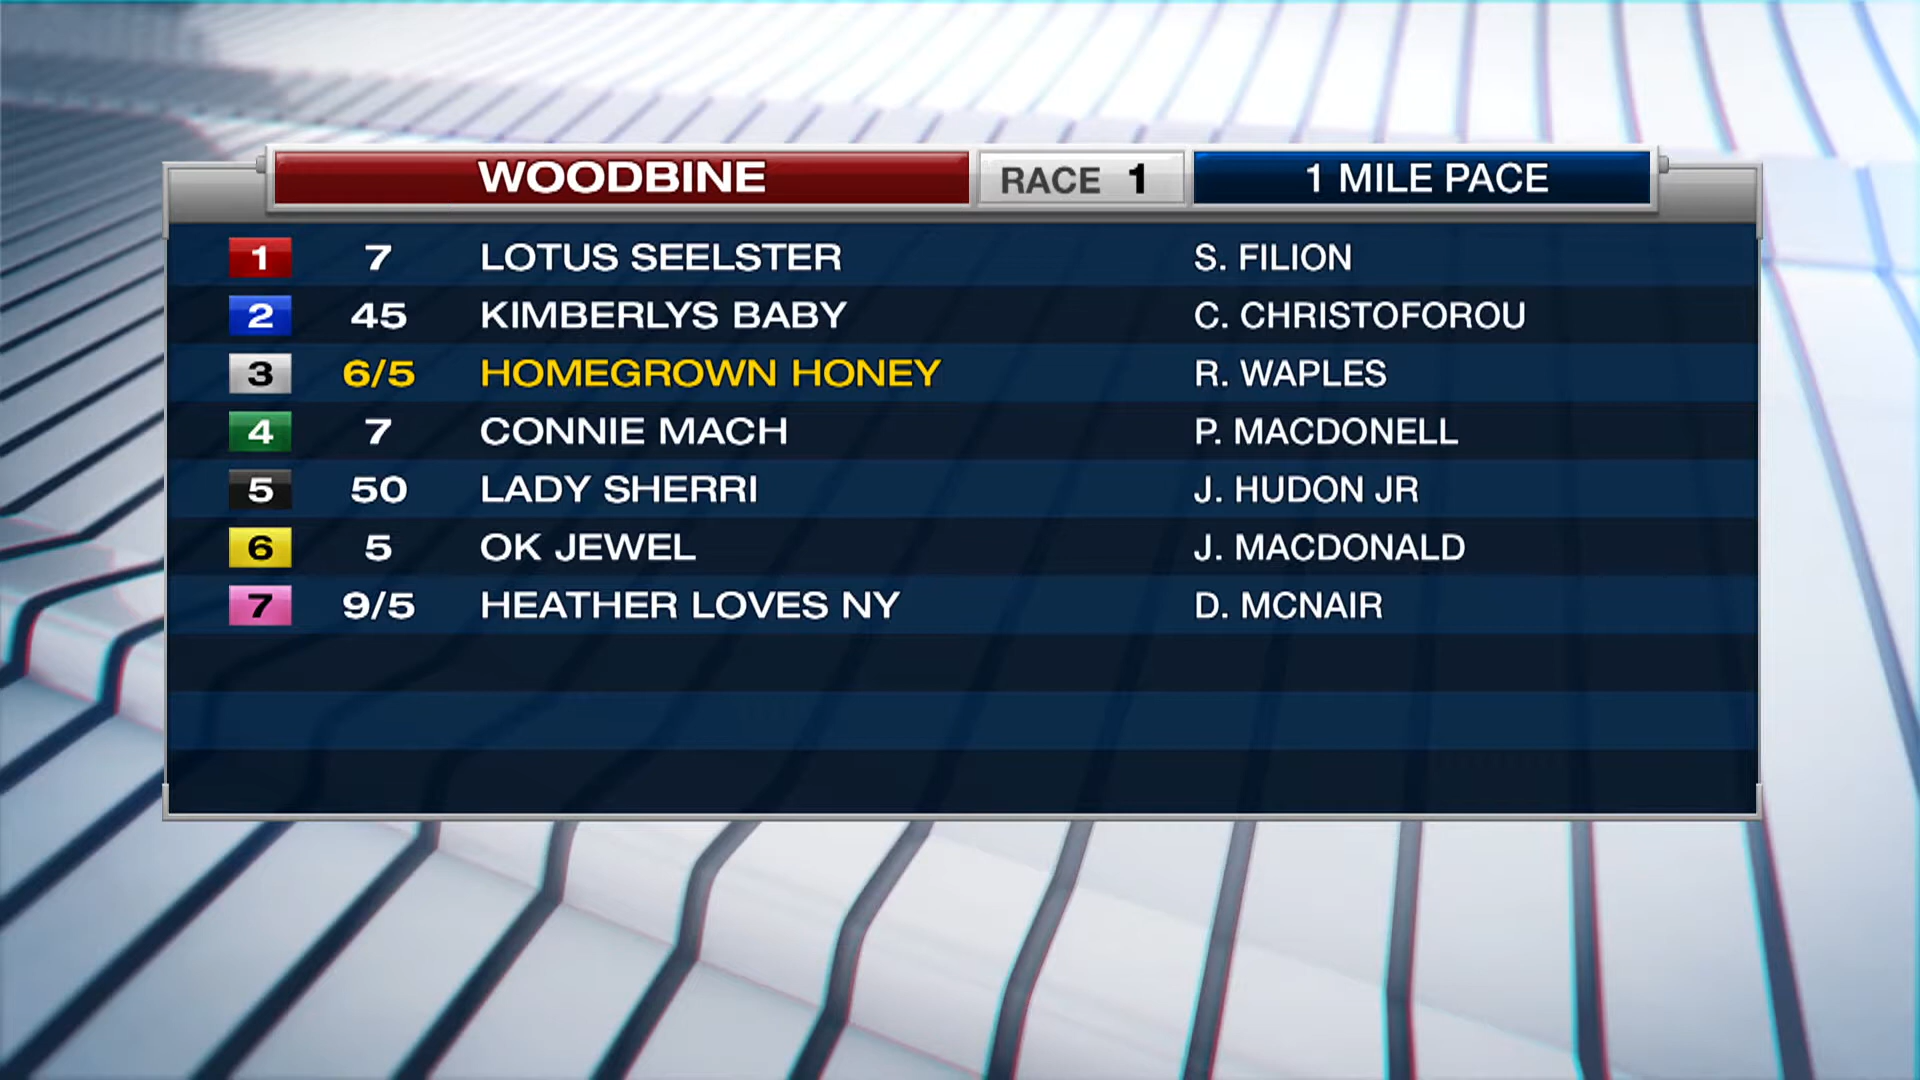 WOODBINE RACE 1 1 MILE PACE
1 7 LOTUS SEELSTER S. FILION
2 45 KIMBERLYS BABY C. CHRISTOFOROU
3 6/5 HOMEGROWN HONEY R. WAPLES
4 7 CONNIE MACH P. MACDONELL
5 50 LADY SHERRI J. HUDON JR
6 5 OK JEWEL J. MACDONALD
7 9/5 HEATHER LOVES NY D. MCNAIR